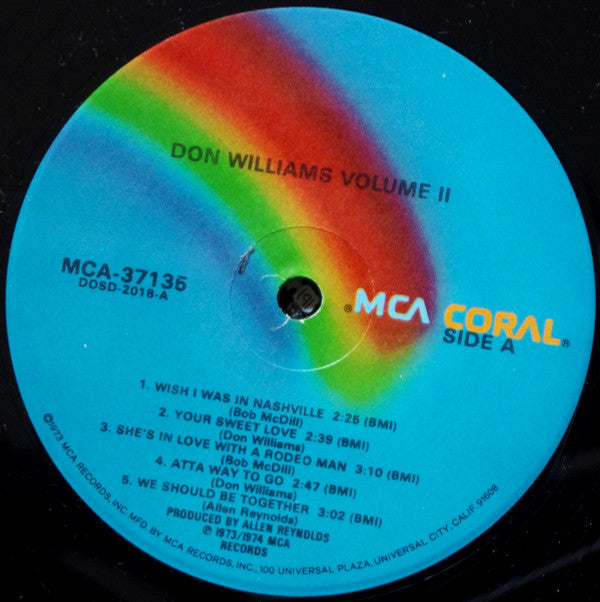 DON WILLIAMS VOLUME II
MCA-37135
DOSD-2018-A
®MCA CORAL®
SIDE A
1. WISH I WAS IN NASHVILLE 2:25 (BMI)
(Bob McDill)
2. YOUR SWEET LOVE 2:39 (BMI)
(Don Williams)
3. SHE'S IN LOVE WITH A RODEO MAN 3:10 (BMI)
(Bob McDill)
4. ATTA WAY TO GO 2:47 (BMI)
(Don Williams)
5. WE SHOULD BE TOGETHER 3:02 (BMI)
(Allen Reynolds)
PRODUCED BY ALLEN REYNOLDS
℗ 1973/1974 MCA
RECORDS
©1973 MCA RECORDS, INC. MFD. BY MCA RECORDS, INC., 100 UNIVERSAL PLAZA, UNIVERSAL CITY, CALIF. 91608